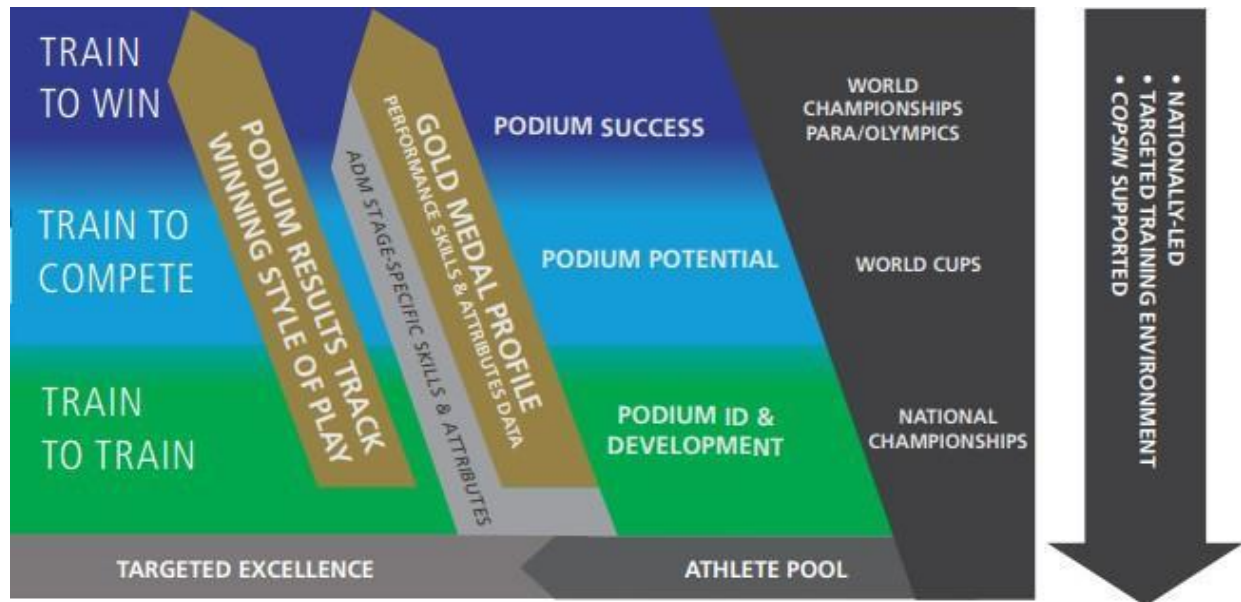 TRAIN
TO WIN
PODIUM RESULTS TRACK
WINNING STYLE OF PLAY
GOLD MEDAL PROFILE
PERFORMANCE SKILLS & ATTRIBUTES DATA
ADM STAGE-SPECIFIC SKILLS & ATTRIBUTES
PODIUM SUCCESS
WORLD
CHAMPIONSHIPS
PARA/OLYMPICS
TRAIN TO
COMPETE
PODIUM POTENTIAL
WORLD CUPS
TRAIN
TO TRAIN
PODIUM ID &
DEVELOPMENT
NATIONAL
CHAMPIONSHIPS
TARGETED EXCELLENCE
ATHLETE POOL
• NATIONALLY-LED
• TARGETED TRAINING ENVIRONMENT
• COPSIN SUPPORTED